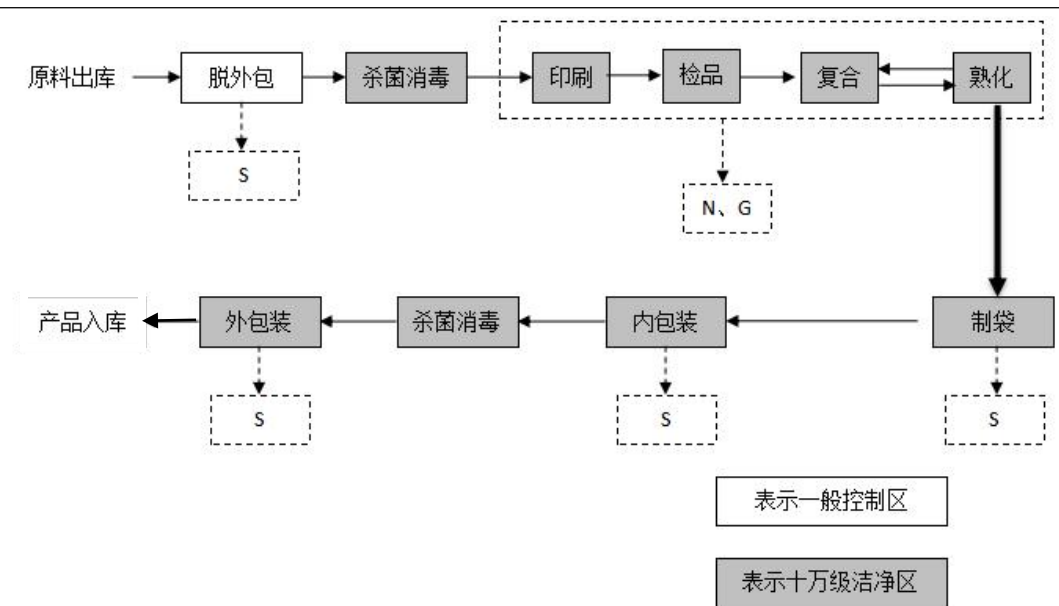 原料出库
脱外包
杀菌消毒
印刷
检品
复合
熟化
S
N、G
产品入库
外包装
杀菌消毒
内包装
制袋
S
S
S
表示一般控制区
表示十万级洁净区